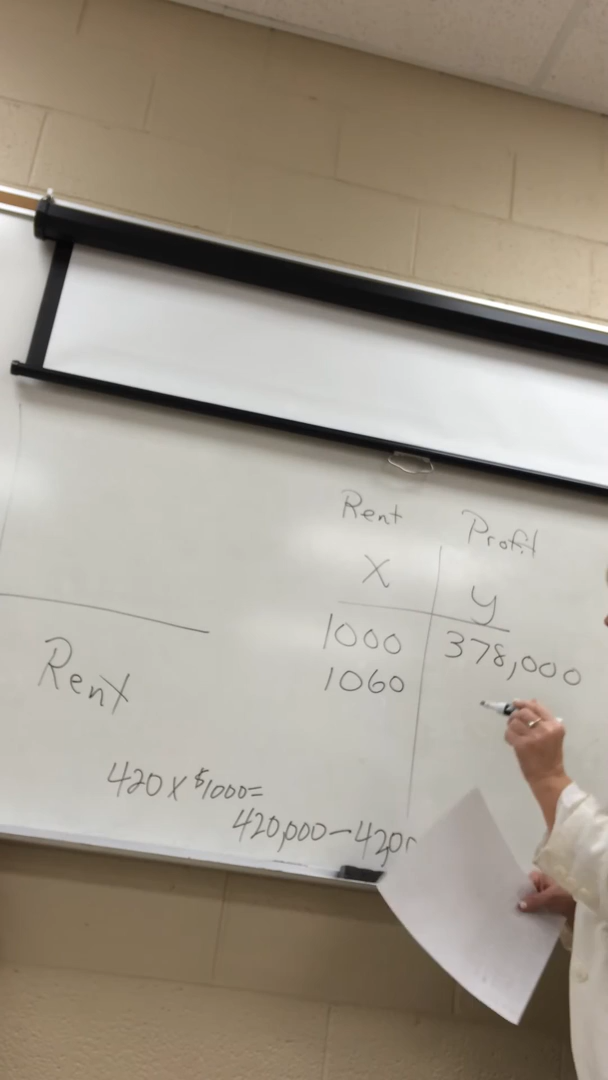 Rent Profit
X y
1000 378,000
1060
Rent
420 X $1000=
420,000-420